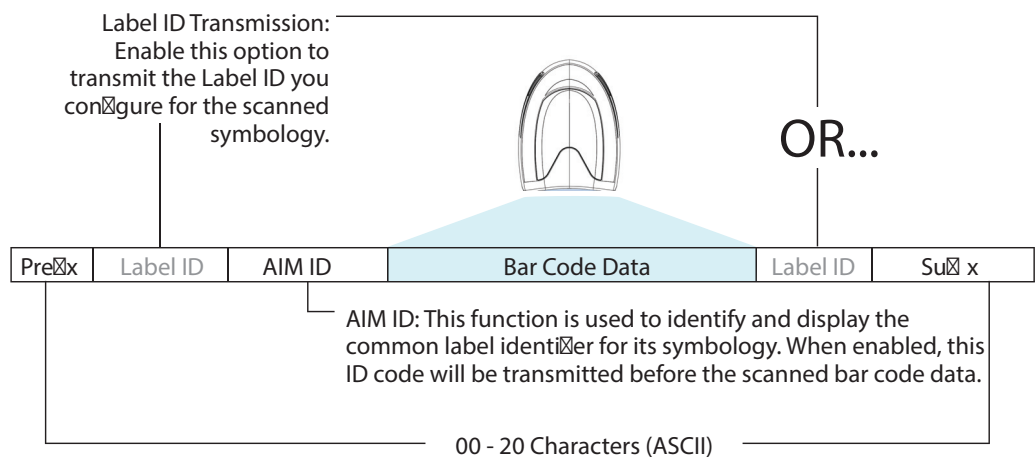 Label ID Transmission:
Enable this option to
transmit the Label ID you
con☒gure for the scanned
symbology.
OR...
Pre☒x Label ID AIM ID Bar Code Data Label ID Su☒ x
AIM ID: This function is used to identify and display the
common label identi☒er for its symbology. When enabled, this
ID code will be transmitted before the scanned bar code data.
00 - 20 Characters (ASCII)